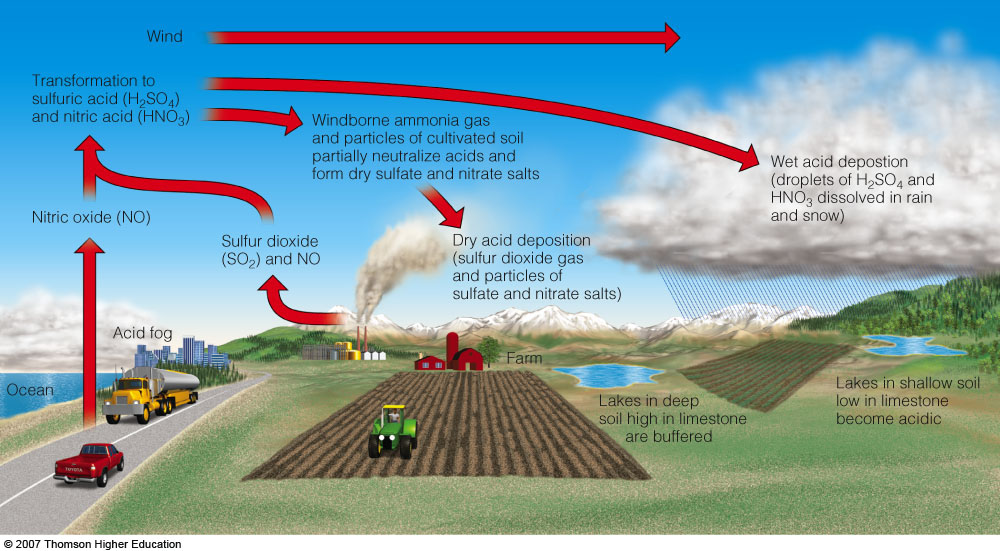 Wind
Transformation to
sulfuric acid (H₂SO₄)
and nitric acid (HNO₃)
Windborne ammonia gas
and particles of cultivated soil
partially neutralize acids and
form dry sulfate and nitrate salts
Wet acid depostion
(droplets of H₂SO₄ and
HNO₃ dissolved in rain
and snow)
Nitric oxide (NO)
Sulfur dioxide
(SO₂) and NO
Dry acid deposition
(sulfur dioxide gas
and particles of
sulfate and nitrate salts)
Acid fog
Ocean
Farm
Lakes in deep
soil high in limestone
are buffered
Lakes in shallow soil
low in limestone
become acidic
TOYOTA
© 2007 Thomson Higher Education